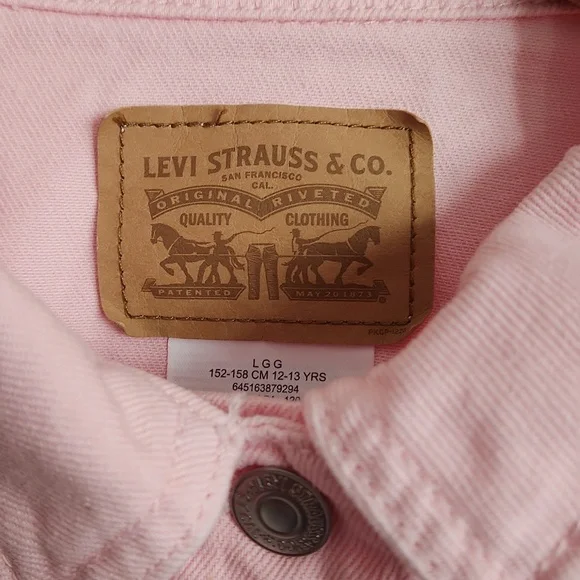 LEVI STRAUSS & CO.
SAN FRANCISCO
CAL.
ORIGINAL RIVETED
QUALITY CLOTHING
PATENTED MAY 20 1873
®
L G G
152-158 CM 12-13 YRS
645163879294